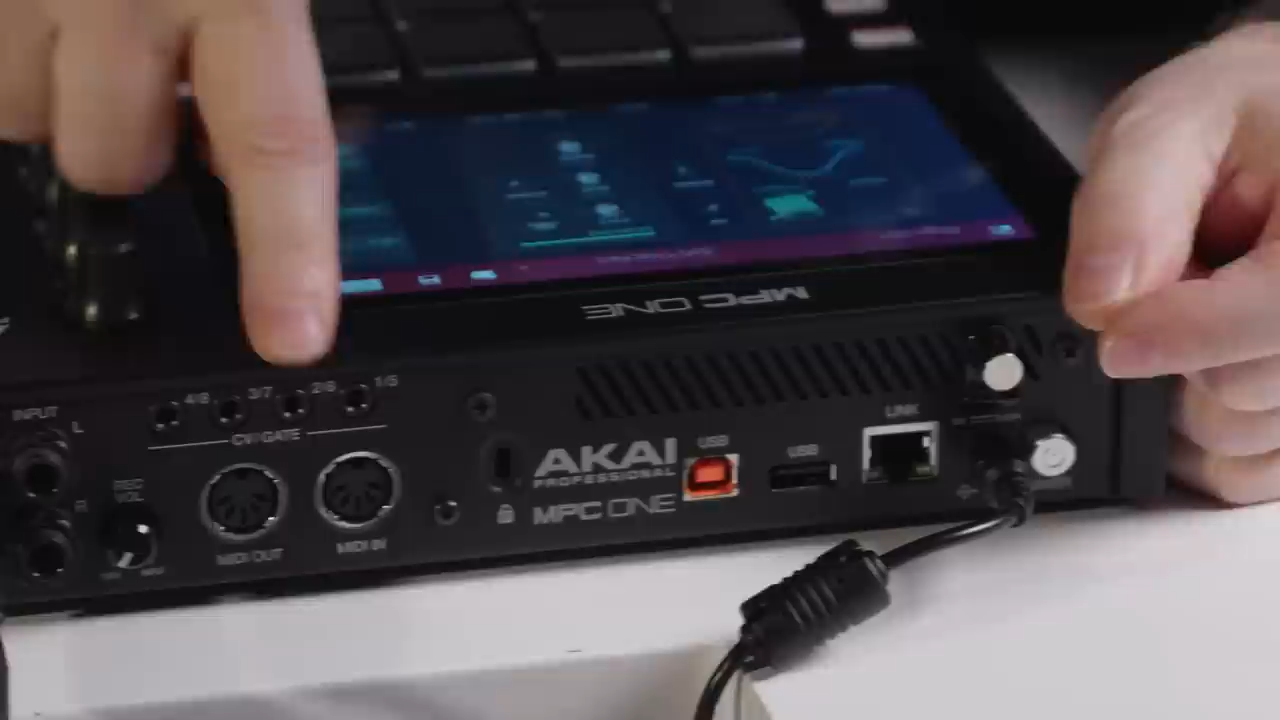 MPC ONE
4/8 3/7 2/6 1/5
CV/GATE
INPUT
L
R
REC
VOL
MIDI OUT
MIDI IN
AKAI
PROFESSIONAL
MPC ONE
USB
USB
LINK